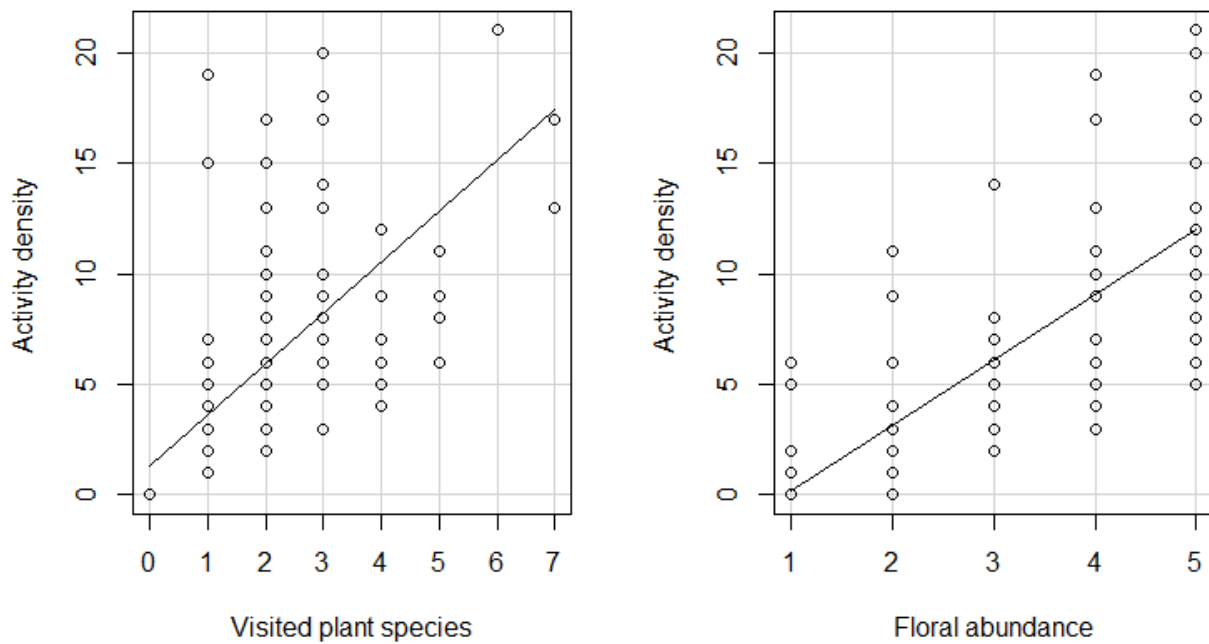 Activity density
20
15
10
5
0
0 1 2 3 4 5 6 7
Visited plant species
Activity density
20
15
10
5
0
1 2 3 4 5
Floral abundance